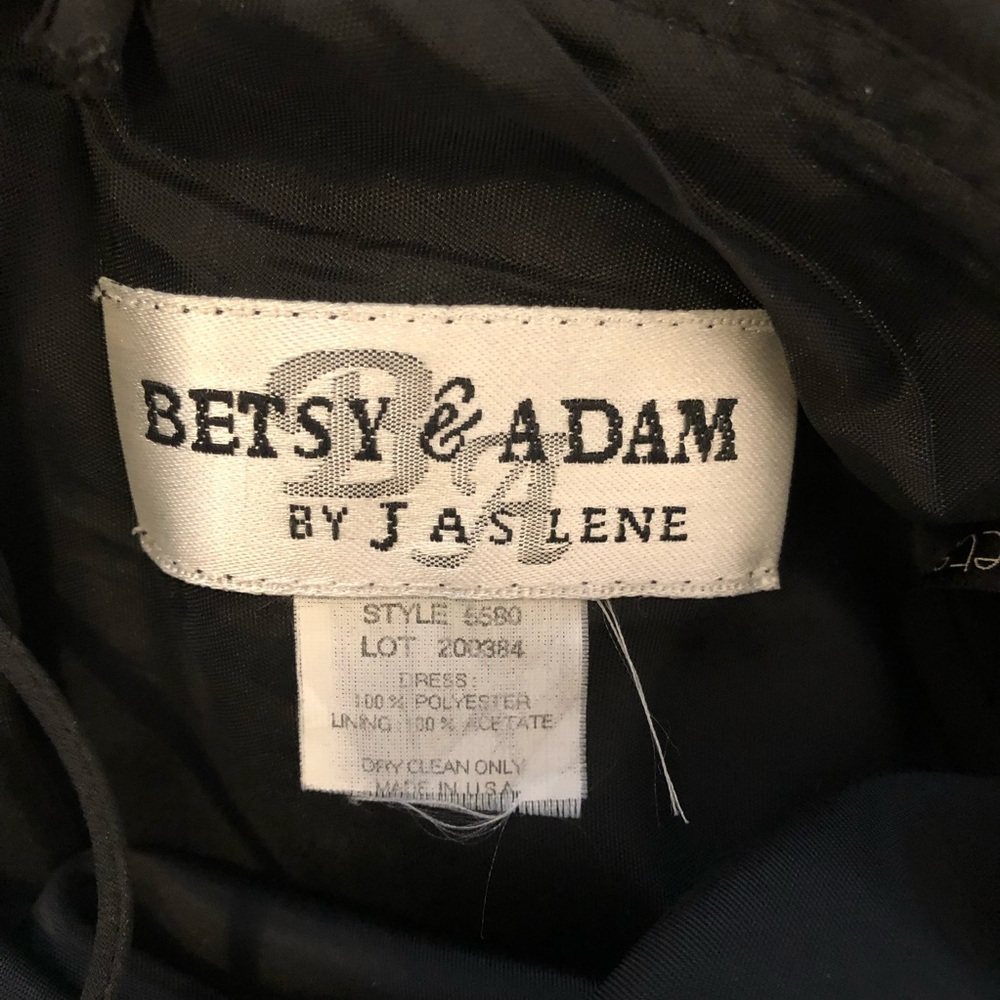 BETSY & ADAM
BA
BY JAS LENE
STYLE 5580
LOT 200384
DRESS:
100 % POLYESTER
LINING 100 % ACETATE
DRY CLEAN ONLY
MADE IN U.S.A.